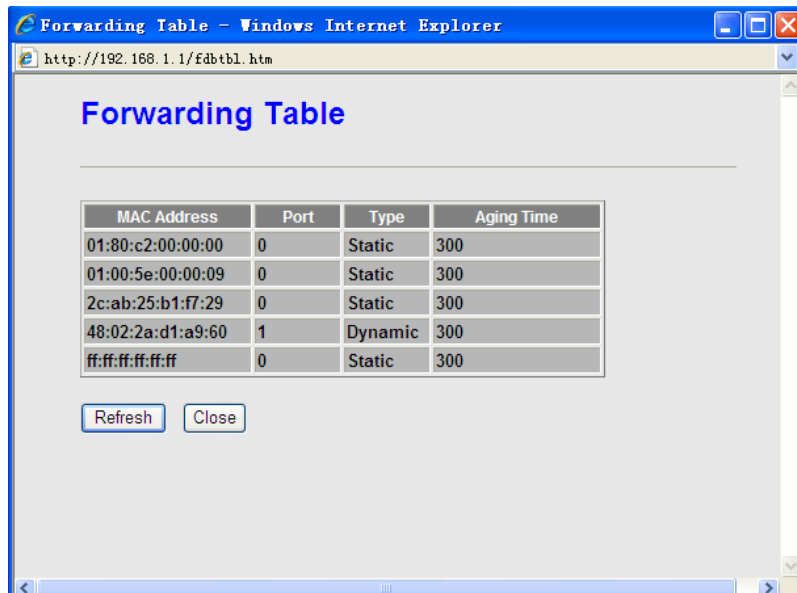 Forwarding Table - Windows Internet Explorer
http://192.168.1.1/fdbtbl.htm
Forwarding Table
MAC Address Port Type Aging Time
01:80:c2:00:00:00 0 Static 300
01:00:5e:00:00:09 0 Static 300
2c:ab:25:b1:f7:29 0 Static 300
48:02:2a:d1:a9:60 1 Dynamic 300
ff:ff:ff:ff:ff:ff 0 Static 300
Refresh Close